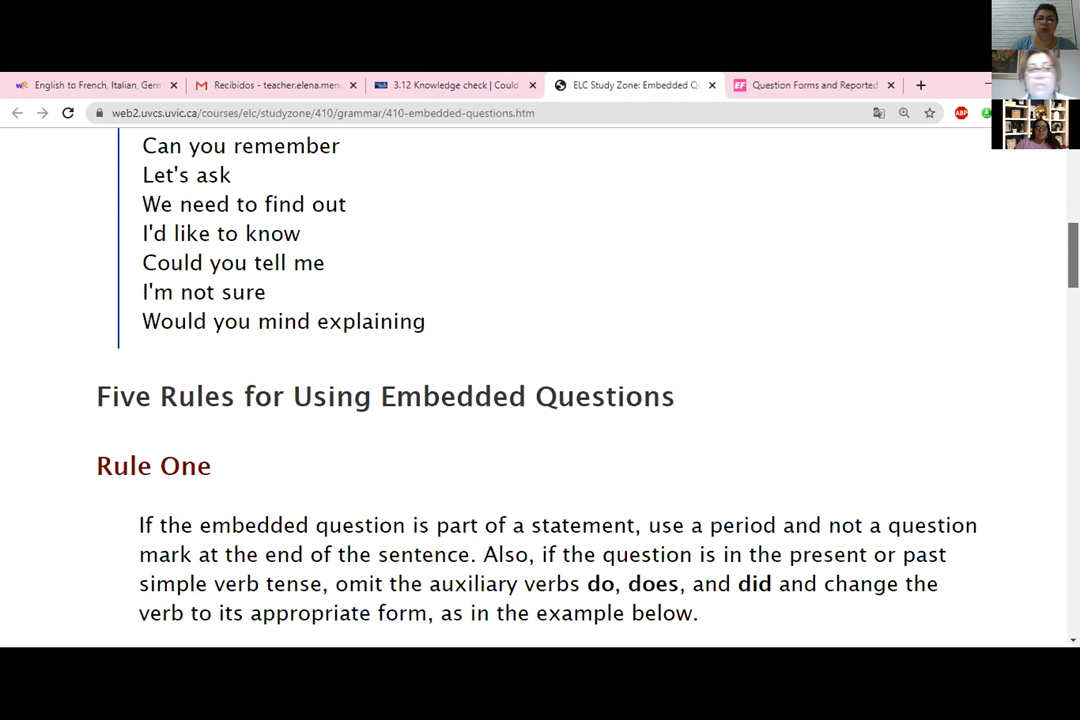 English to French, Italian, Gern
Recibidos - teacher.elena.men
3.12 Knowledge check | Could
ELC Study Zone: Embedded Q
EF
Question Forms and Reported
web2.uvcs.uvic.ca/courses/elc/studyzone/410/grammar/410-embedded-questions.htm
ABP
Can you remember
Let's ask
We need to find out
I'd like to know
Could you tell me
I'm not sure
Would you mind explaining
Five Rules for Using Embedded Questions
Rule One
If the embedded question is part of a statement, use a period and not a question
mark at the end of the sentence. Also, if the question is in the present or past
simple verb tense, omit the auxiliary verbs do, does, and did and change the
verb to its appropriate form, as in the example below.